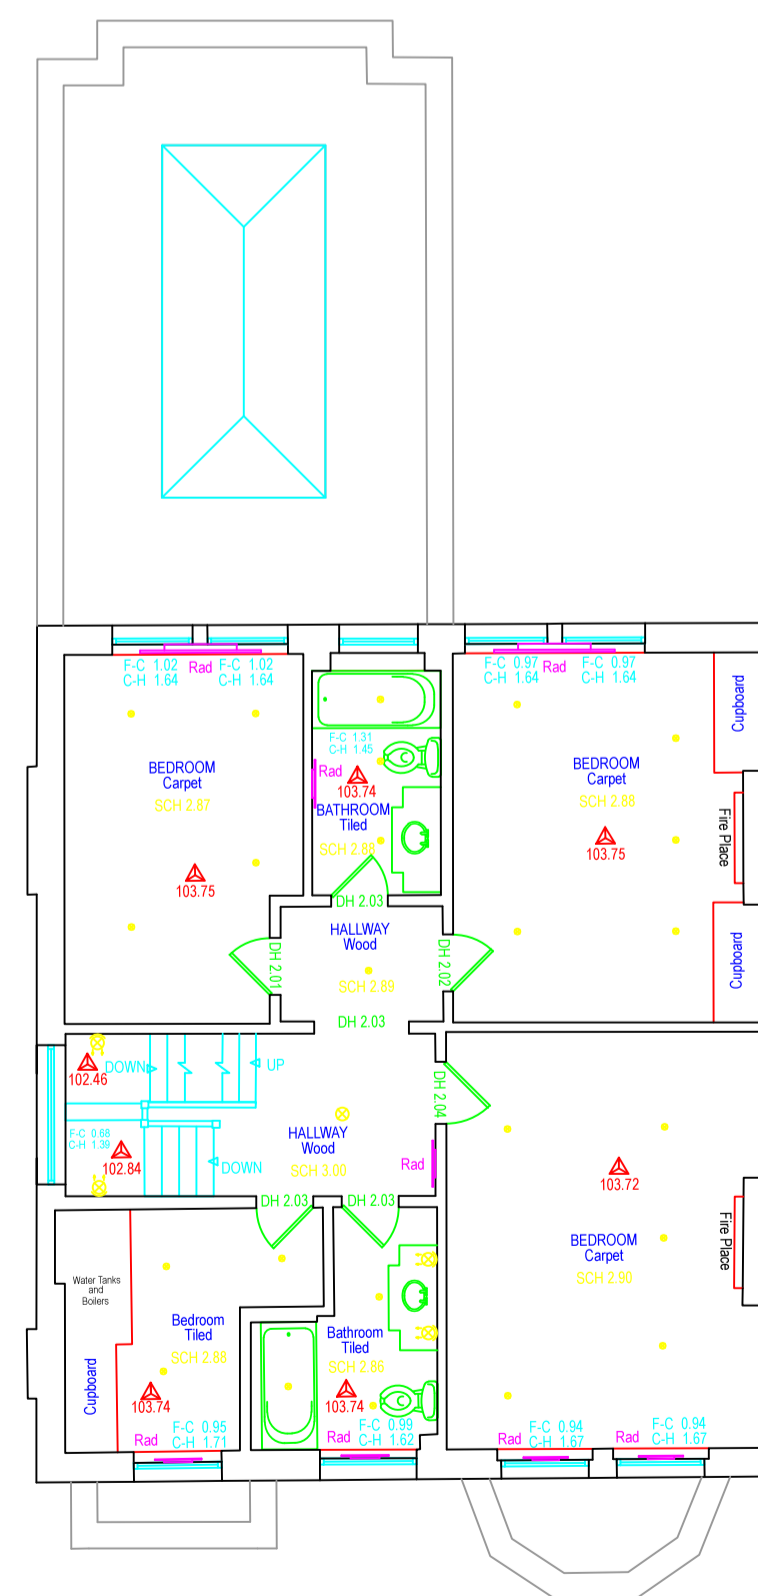 F-C 1.02
C-H 1.64
Rad
F-C 1.02
C-H 1.64
BEDROOM
Carpet
SCH 2.87
103.75
F-C 1.31
C-H 1.45
Rad
103.74
BATHROOM
Tiled
SCH 2.88
DH 2.03
F-C 0.97
C-H 1.64
Rad
F-C 0.97
C-H 1.64
Cupboard
BEDROOM
Carpet
SCH 2.88
103.75
Fire Place
Cupboard
HALLWAY
Wood
SCH 2.89
DH 2.01
DH 2.02
DH 2.03
102.46
DOWN
UP
F-C 0.68
C-H 1.39
102.84
DOWN
HALLWAY
Wood
SCH 3.00
DH 2.04
Rad
DH 2.03
DH 2.03
103.72
BEDROOM
Carpet
SCH 2.90
Fire Place
F-C 0.94
C-H 1.67
Rad
F-C 0.94
C-H 1.67
Rad
Water Tanks
and
Boilers
Cupboard
Bedroom
Tiled
SCH 2.88
103.74
Rad
F-C 0.95
C-H 1.71
Bathroom
Tiled
SCH 2.86
103.74
Rad
F-C 0.99
C-H 1.62